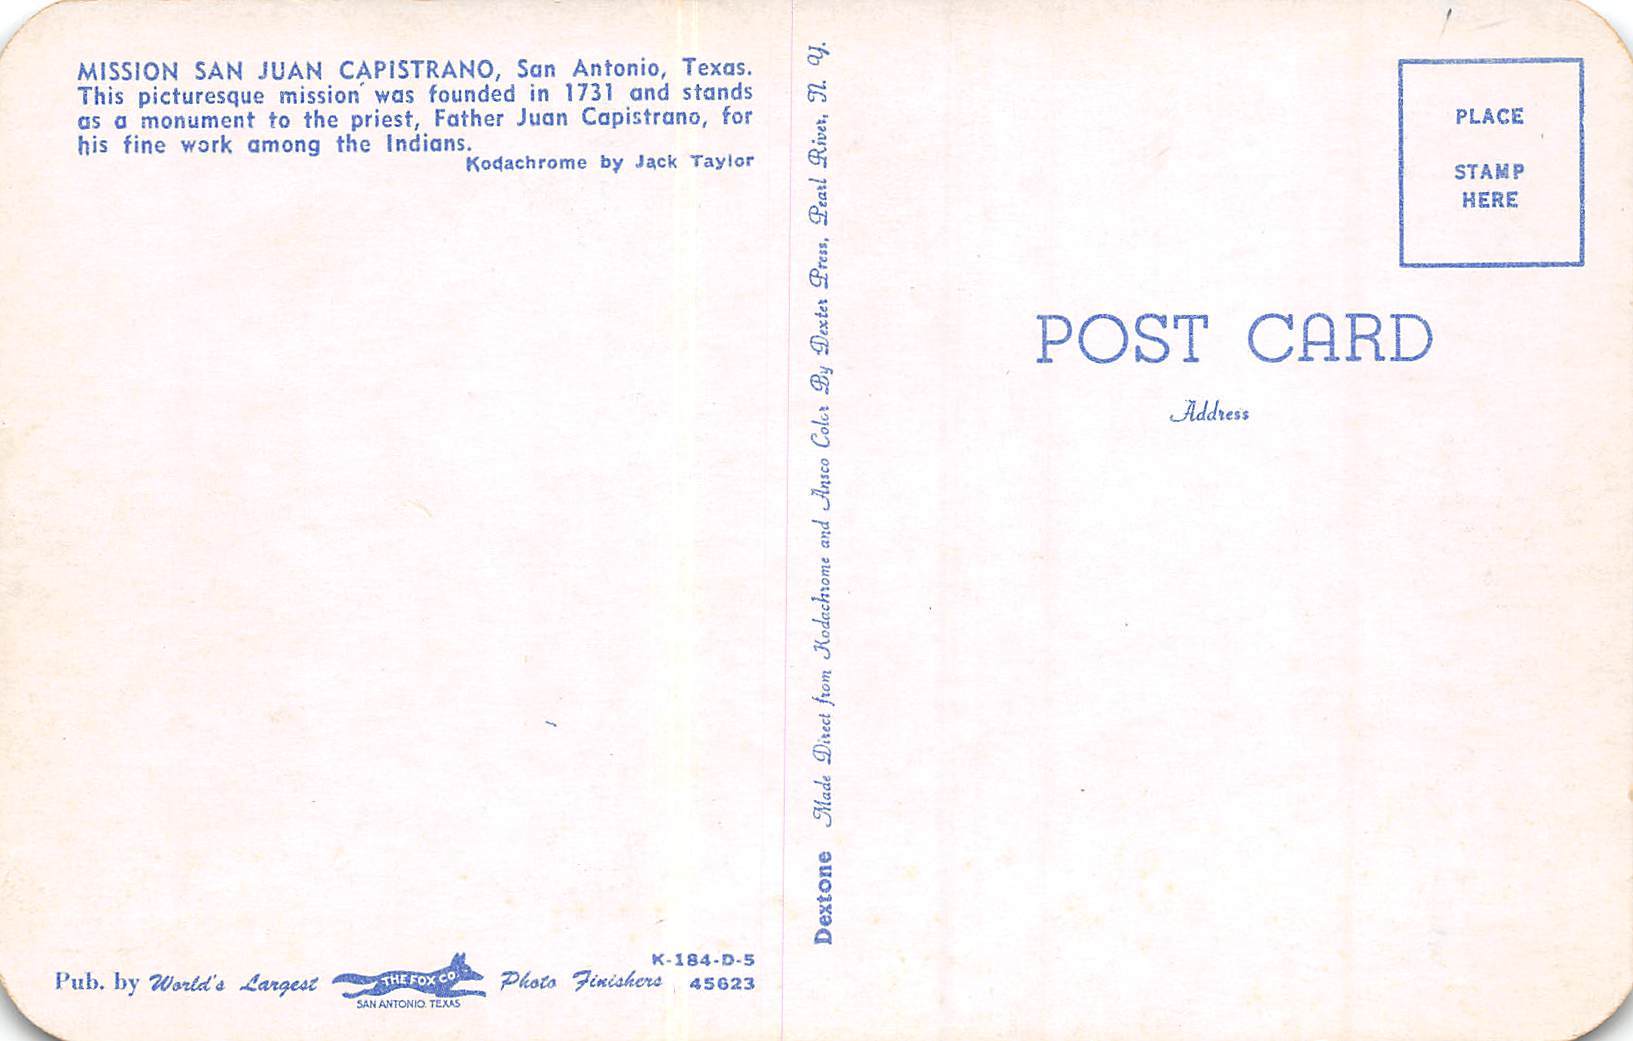 MISSION SAN JUAN CAPISTRANO, San Antonio, Texas.
This picturesque mission was founded in 1731 and stands
as a monument to the priest, Father Juan Capistrano, for
his fine work among the Indians.
Kodachrome by Jack Taylor
Pub. by World's Largest THE FOX CO. Photo Finishers
SAN ANTONIO. TEXAS
K-184-D-5
45623
Dextone Made Direct from Kodachrome and Ansco Color By Dexter Press, Pearl River, N. Y.
PLACE
STAMP
HERE
POST CARD
Address